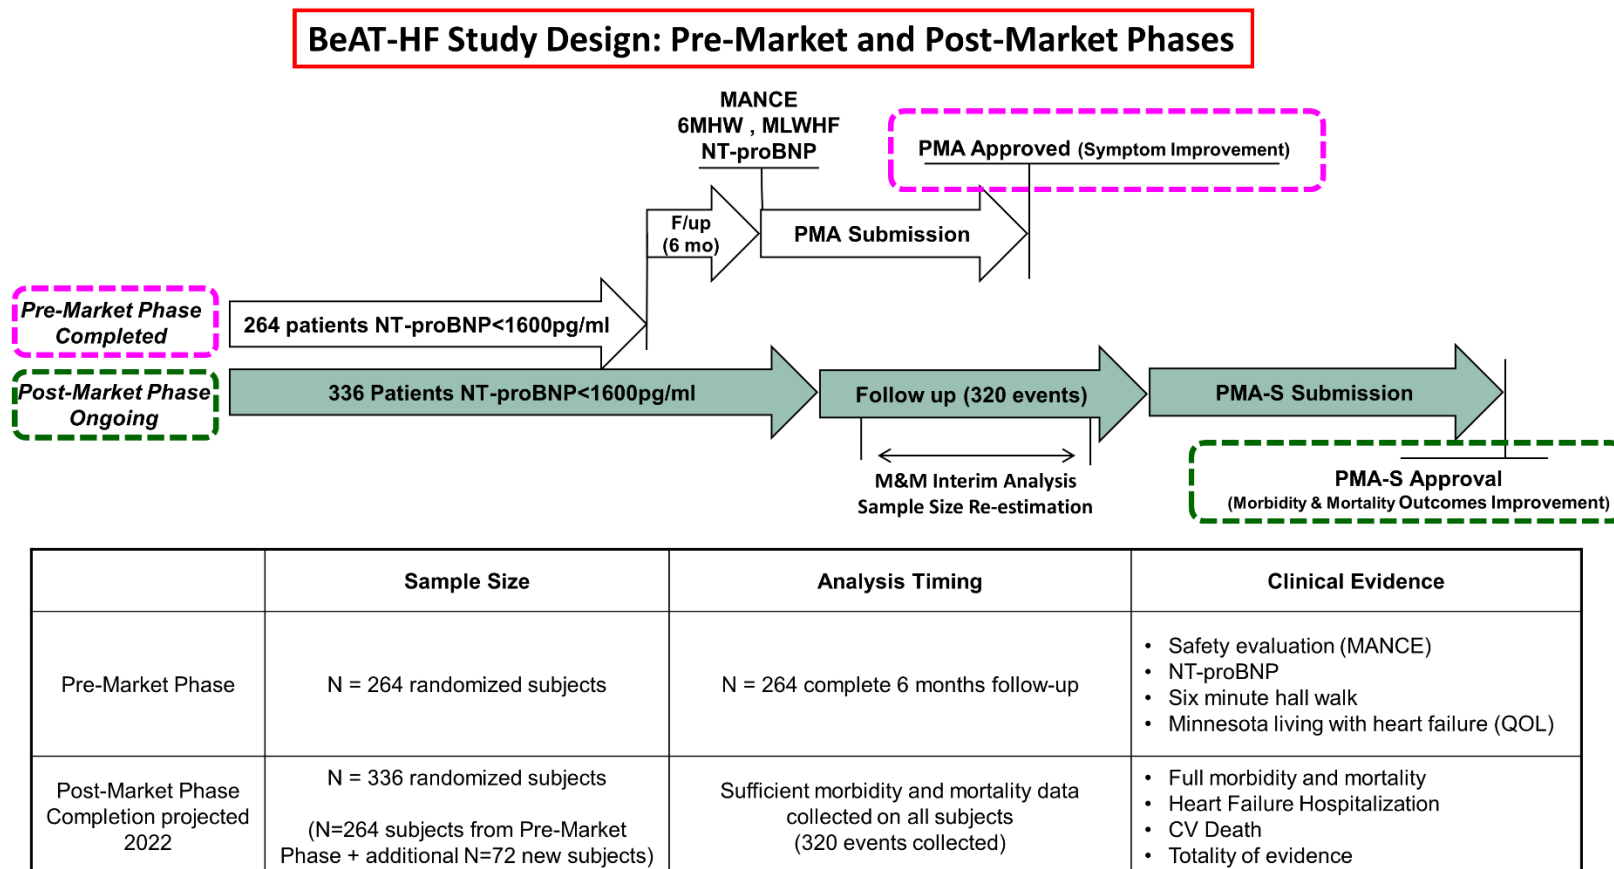 BeAT-HF Study Design: Pre-Market and Post-Market Phases
MANCE
6MHW , MLWHF
NT-proBNP
PMA Approved (Symptom Improvement)
F/up
(6 mo)
PMA Submission
Pre-Market Phase
Completed
264 patients NT-proBNP<1600pg/ml
Post-Market Phase
Ongoing
336 Patients NT-proBNP<1600pg/ml
Follow up (320 events)
PMA-S Submission
M&M Interim Analysis
Sample Size Re-estimation
PMA-S Approval
(Morbidity & Mortality Outcomes Improvement)
Sample Size
Analysis Timing
Clinical Evidence
Pre-Market Phase
N = 264 randomized subjects
N = 264 complete 6 months follow-up
• Safety evaluation (MANCE)
• NT-proBNP
• Six minute hall walk
• Minnesota living with heart failure (QOL)
Post-Market Phase
Completion projected
2022
N = 336 randomized subjects
(N=264 subjects from Pre-Market
Phase + additional N=72 new subjects)
Sufficient morbidity and mortality data
collected on all subjects
(320 events collected)
• Full morbidity and mortality
• Heart Failure Hospitalization
• CV Death
• Totality of evidence